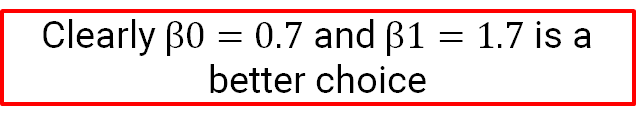 Clearly β0 = 0.7 and β1 = 1.7 is a
better choice